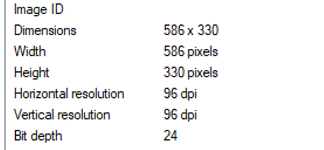 Image ID
Dimensions 586 x 330
Width 586 pixels
Height 330 pixels
Horizontal resolution 96 dpi
Vertical resolution 96 dpi
Bit depth 24